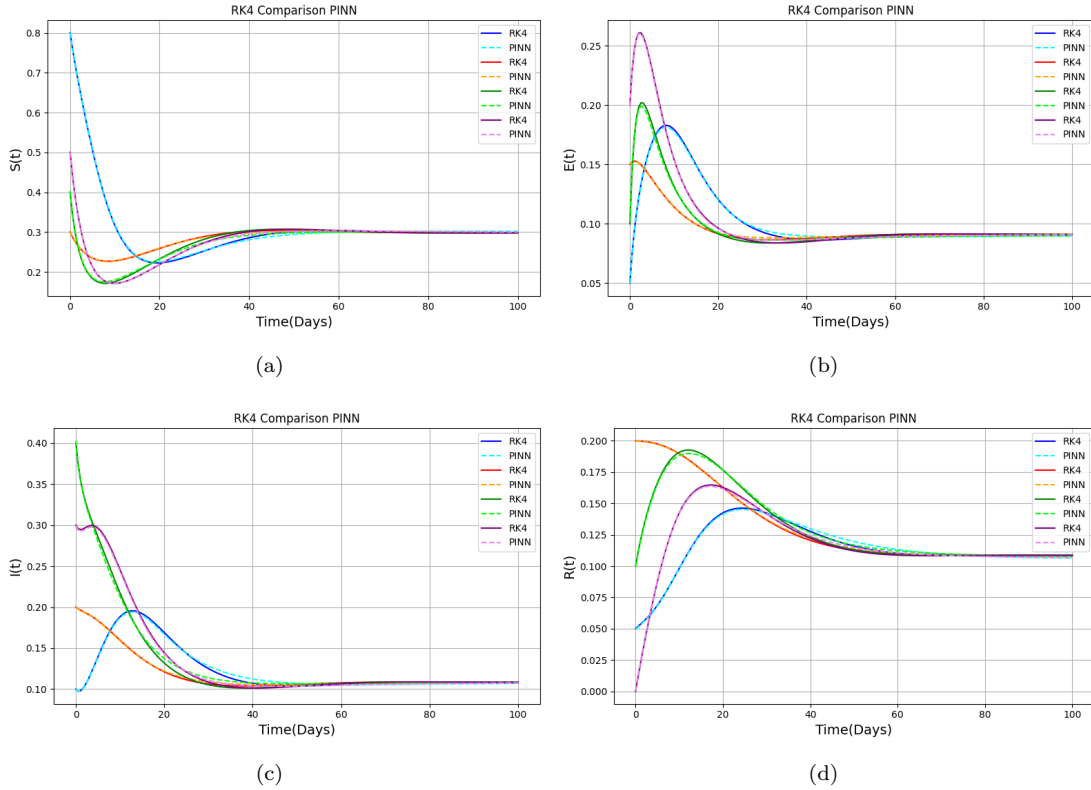 RK4 Comparison PINN
S(t)
0.8
0.7
0.6
0.5
0.4
0.3
0.2
RK4
PINN
RK4
PINN
RK4
PINN
RK4
PINN
0
20
40
60
80
100
Time(Days)
(a)
RK4 Comparison PINN
E(t)
0.25
0.20
0.15
0.10
0.05
RK4
PINN
RK4
PINN
RK4
PINN
RK4
PINN
0
20
40
60
80
100
Time(Days)
(b)
RK4 Comparison PINN
I(t)
0.40
0.35
0.30
0.25
0.20
0.15
0.10
RK4
PINN
RK4
PINN
RK4
PINN
RK4
PINN
0
20
40
60
80
100
Time(Days)
(c)
RK4 Comparison PINN
R(t)
0.200
0.175
0.150
0.125
0.100
0.075
0.050
0.025
0.000
RK4
PINN
RK4
PINN
RK4
PINN
RK4
PINN
0
20
40
60
80
100
Time(Days)
(d)